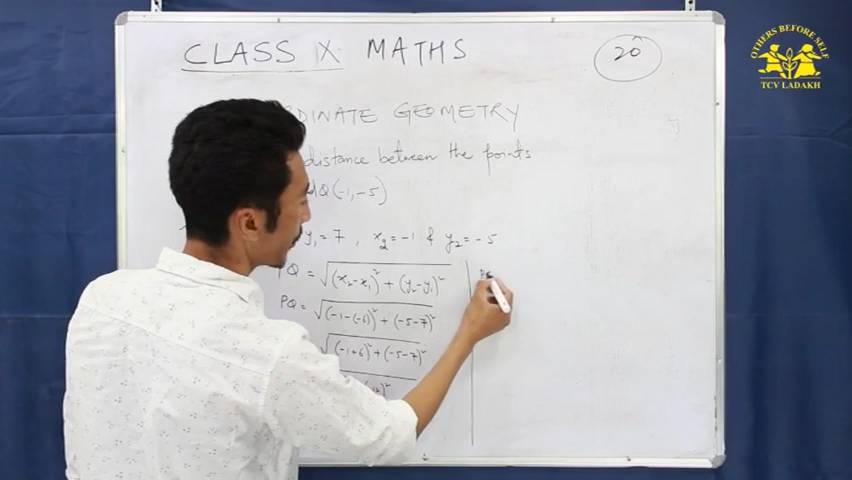 CLASS X MATHS
20
OTHERS BEFORE SELF
TCV LADAKH
GEOMETRY
distance between the points
Q(-1, -5)
y₁ = 7 , x₂ = -1 & y₂ = -5
PQ = √(x₂-x₁)² + (y₂-y₁)²
PQ = √(-1-(-6))² + (-5-7)²
√(-1+6)² + (-5-7)²